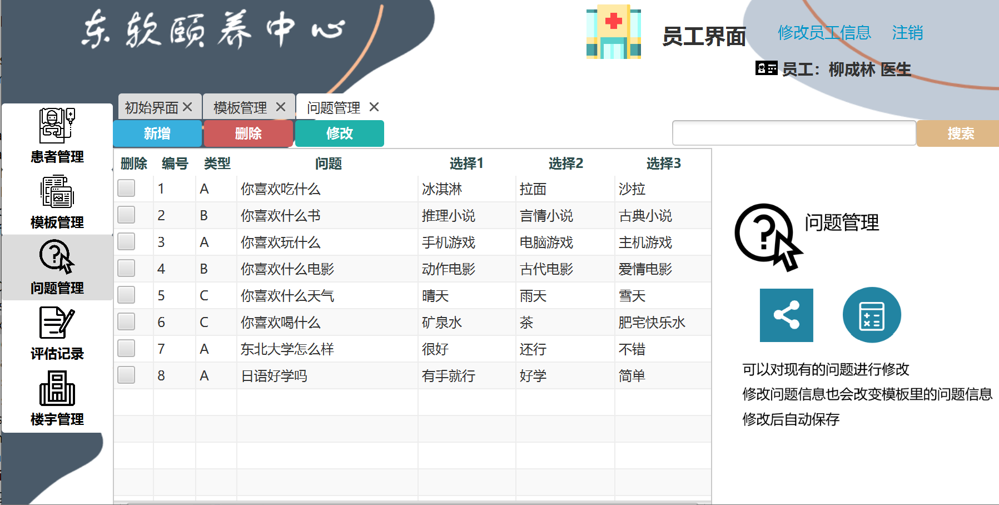 东软颐养中心
员工界面 修改员工信息 注销
员工：柳成林 医生
初始界面 模板管理 问题管理
新增 删除 修改 搜索
患者管理
模板管理
问题管理
评估记录
楼宇管理
删除 编号 类型 问题 选择1 选择2 选择3
1 A 你喜欢吃什么 冰淇淋 拉面 沙拉
2 B 你喜欢什么书 推理小说 言情小说 古典小说
3 A 你喜欢玩什么 手机游戏 电脑游戏 主机游戏
4 B 你喜欢什么电影 动作电影 古代电影 爱情电影
5 C 你喜欢什么天气 晴天 雨天 雪天
6 C 你喜欢喝什么 矿泉水 茶 肥宅快乐水
7 A 东北大学怎么样 很好 还行 不错
8 A 日语好学吗 有手就行 好学 简单
问题管理
可以对现有的问题进行修改
修改问题信息也会改变模板里的问题信息
修改后自动保存